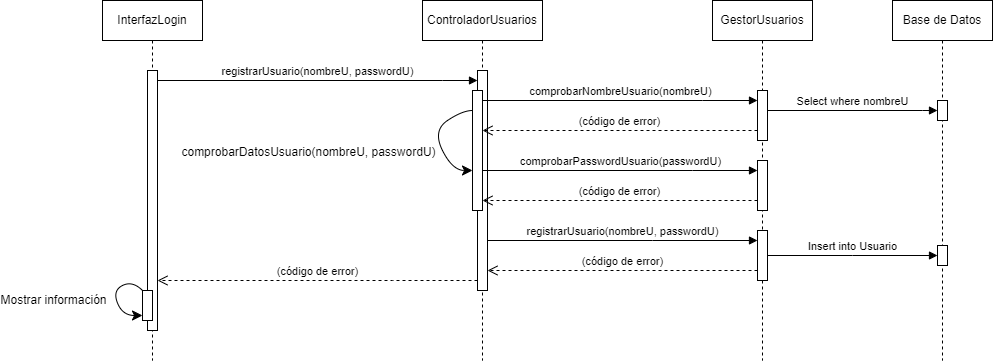 InterfazLogin
ControladorUsuarios
GestorUsuarios
Base de Datos
registrarUsuario(nombreU, passwordU)
comprobarNombreUsuario(nombreU)
Select where nombreU
(código de error)
comprobarDatosUsuario(nombreU, passwordU)
comprobarPasswordUsuario(passwordU)
(código de error)
registrarUsuario(nombreU, passwordU)
Insert into Usuario
(código de error)
(código de error)
Mostrar información